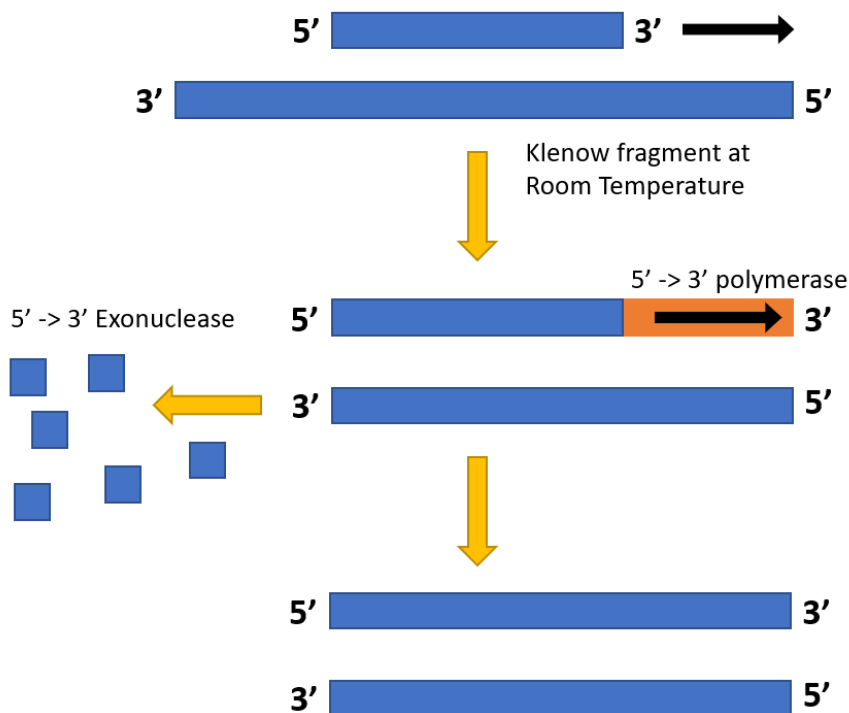 5’ 3’
3’ 5’
Klenow fragment at
Room Temperature
5’ -> 3’ polymerase
5’ -> 3’ Exonuclease
5’ 3’
3’ 5’
5’ 3’
3’ 5’